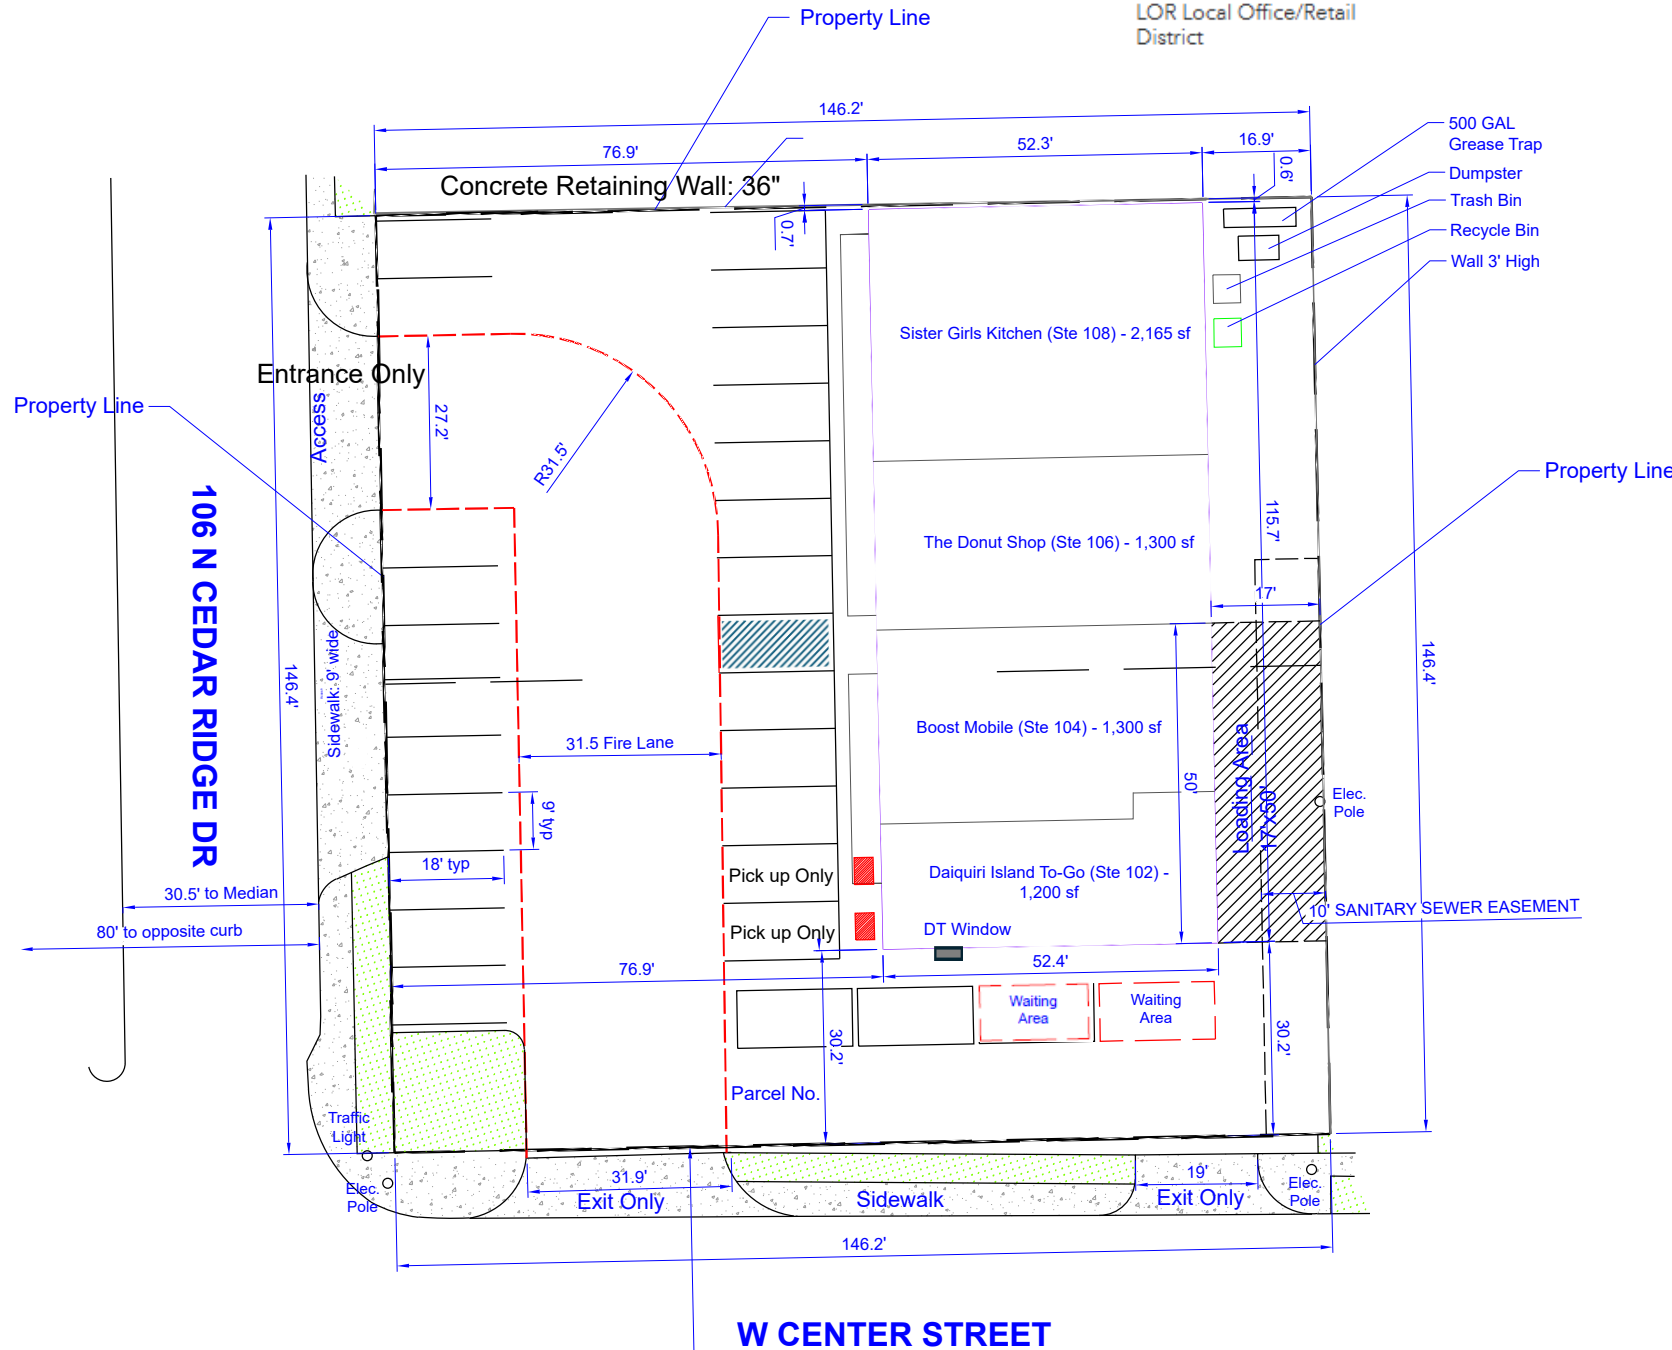 LOR Local Office/Retail
District
Property Line
146.2'
76.9'
52.3'
16.9'
0.6'
500 GAL
Grease Trap
Dumpster
Trash Bin
Recycle Bin
Wall 3' High
Concrete Retaining Wall: 36"
0.7'
Sister Girls Kitchen (Ste 108) - 2,165 sf
Entrance Only
Property Line
Access
27.2'
R31.5'
Property Line
106 N CEDAR RIDGE DR
115.7'
The Donut Shop (Ste 106) - 1,300 sf
17'
146.4'
Sidewalk: 9' wide
146.4'
31.5 Fire Lane
Boost Mobile (Ste 104) - 1,300 sf
50'
Loading Area
17'x50'
Elec.
Pole
9' typ
18' typ
Pick up Only
Daiquiri Island To-Go (Ste 102) -
1,200 sf
30.5' to Median
10' SANITARY SEWER EASEMENT
80' to opposite curb
Pick up Only
DT Window
76.9'
52.4'
Waiting
Area
Waiting
Area
30.2'
30.2'
Parcel No.
Traffic
Light
Elec.
Pole
31.9'
Exit Only
Sidewalk
19'
Exit Only
Elec.
Pole
146.2'
W CENTER STREET